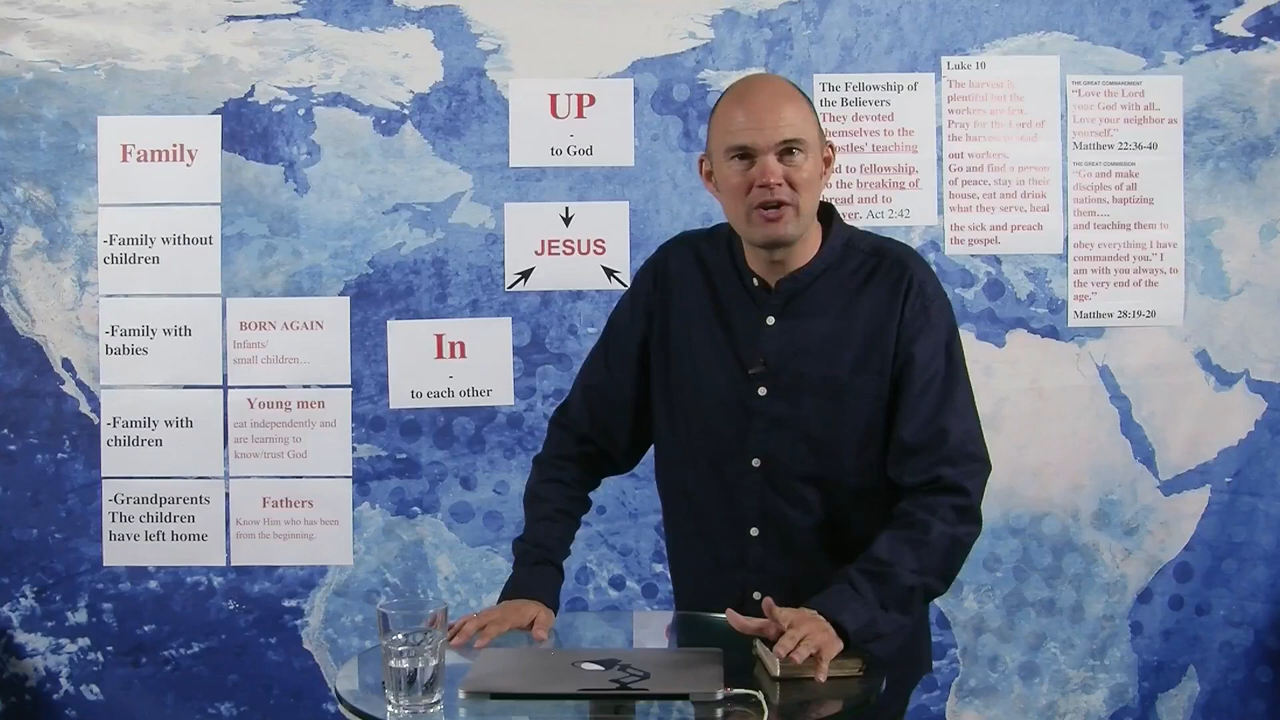 Family
-Family without
children
-Family with
babies
-Family with
children
-Grandparents
The children
have left home
BORN AGAIN
Infants/
small children…
Young men
eat independently and
are learning to
know/trust God
Fathers
Know Him who has been
from the beginning.
UP
-
to God
JESUS
In
-
to each other
The Fellowship of
the Believers
They devoted
themselves to the
teaching
to fellowship,
the breaking of
bread and to
Act 2:42
Luke 10
The harvest is
plentiful but the
workers are few.
Pray for the Lord of
the harvest to send
out workers.
Go and find a person
of peace, stay in their
house, eat and drink
what they serve, heal
the sick and preach
the gospel.
THE GREAT COMMANDMENT
“Love the Lord
your God with all..
Love your neighbor as
yourself.”
Matthew 22:36-40
THE GREAT COMMISSION
“Go and make
disciples of all
nations, baptizing
them….
and teaching them to
obey everything I have
commanded you.” I
am with you always, to
the very end of the
age.”
Matthew 28:19-20